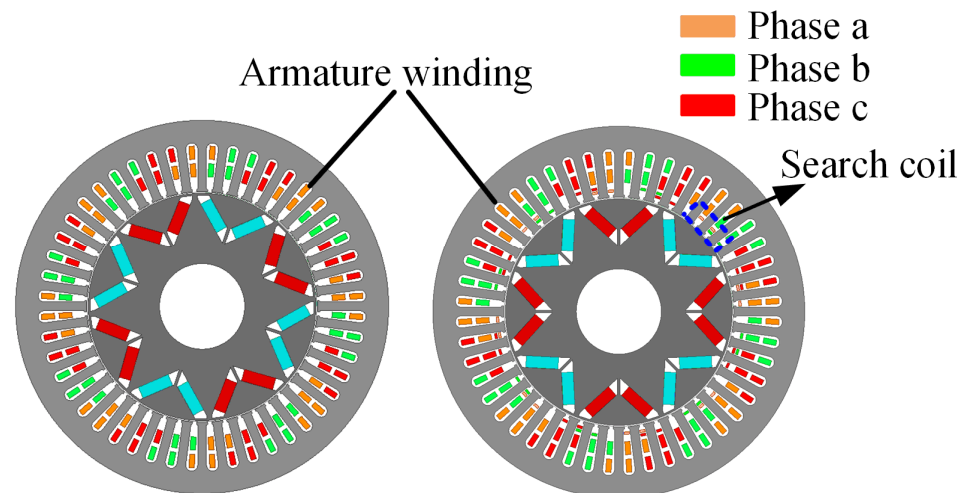 Phase a
Armature winding
Phase b
Phase c
Search coil